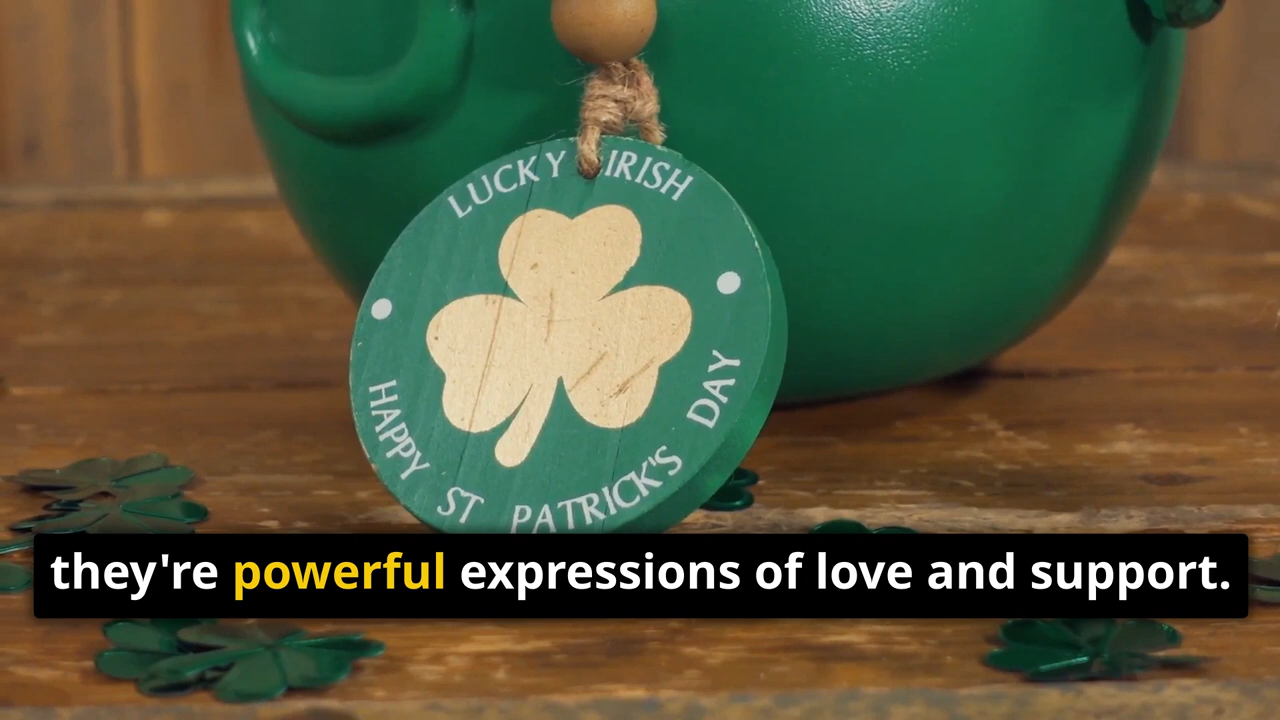 LUCKY IRISH
HAPPY ST PATRICK'S DAY
they're powerful expressions of love and support.